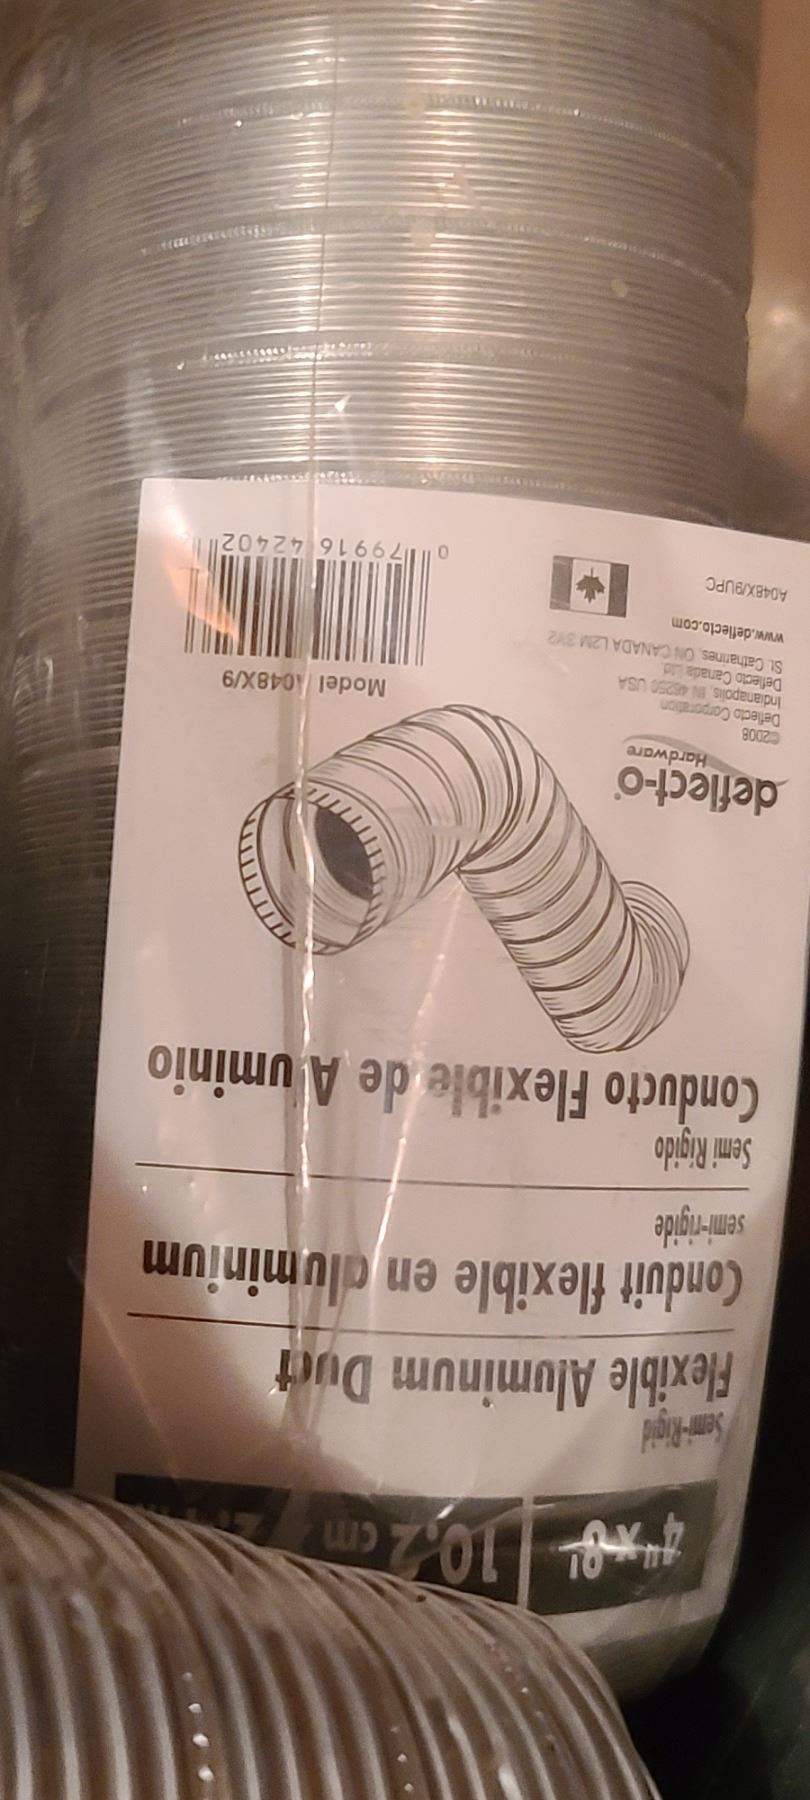 4" x 8' 10,2 cm
Semi-Rigid
Flexible Aluminum Duct
Conduit flexible en aluminium
semi-rigide
Semi Rígido
Conducto Flexible de Aluminio
deflect-o®
Hardware
©2008
Deflecto Corporation
Indianapolis, IN 46250 USA
Deflecto Canada Ltd.
St. Catharines, ON CANADA L2M 3Y2
www.deflecto.com
A048X/9UPC
Model A048X/9
0 79916 42402